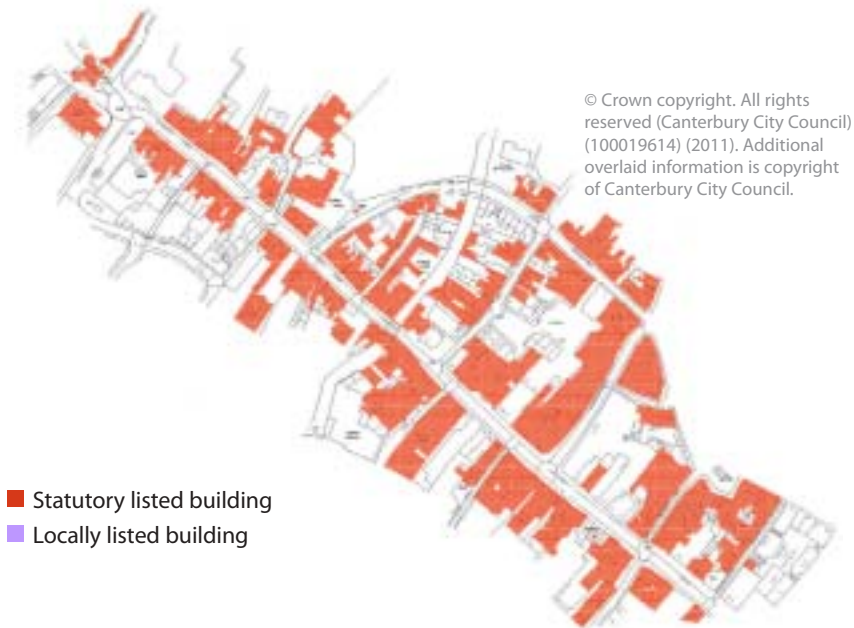 © Crown copyright. All rights
reserved (Canterbury City Council)
(100019614) (2011). Additional
overlaid information is copyright
of Canterbury City Council.
Statutory listed building
Locally listed building